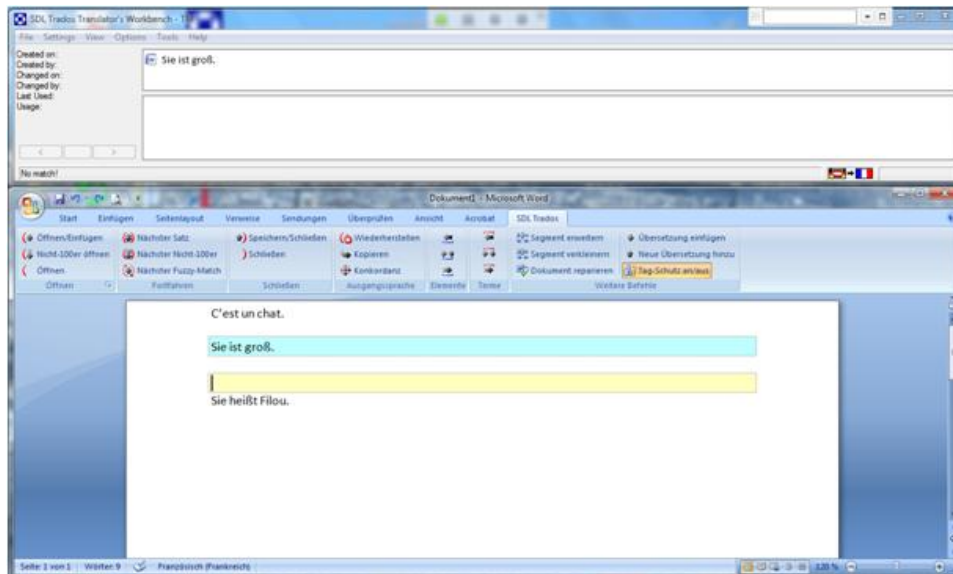 SDL Trados Translator's Workbench - T
File Settings View Options Tools Help
Created on:
Created by:
Changed on:
Changed by:
Last Used:
Usage:
Sie ist groß.
No match!
Dokument1 - Microsoft Word
Start Einfügen Seitenlayout Verweise Sendungen Überprüfen Ansicht Acrobat SDL Trados
Öffnen/Einfügen Nächster Satz Speichern/Schließen Wiederherstellen Segment erweitern Übersetzung einfügen
Nicht-100er öffnen Nächster Nicht-100er Schließen Kopieren Segment verkleinern Neue Übersetzung hinzu
Öffnen Nächster Fuzzy-Match Konkordanz Dokument reparieren Tag-Schutz an/aus
Öffnen Fortfahren Schließen Ausgangssprache Elemente Terme Weitere Befehle
C'est un chat.
Sie ist groß.
Sie heißt Filou.
Seite: 1 von 1 Wörter: 9 Französisch (Frankreich) 120 %